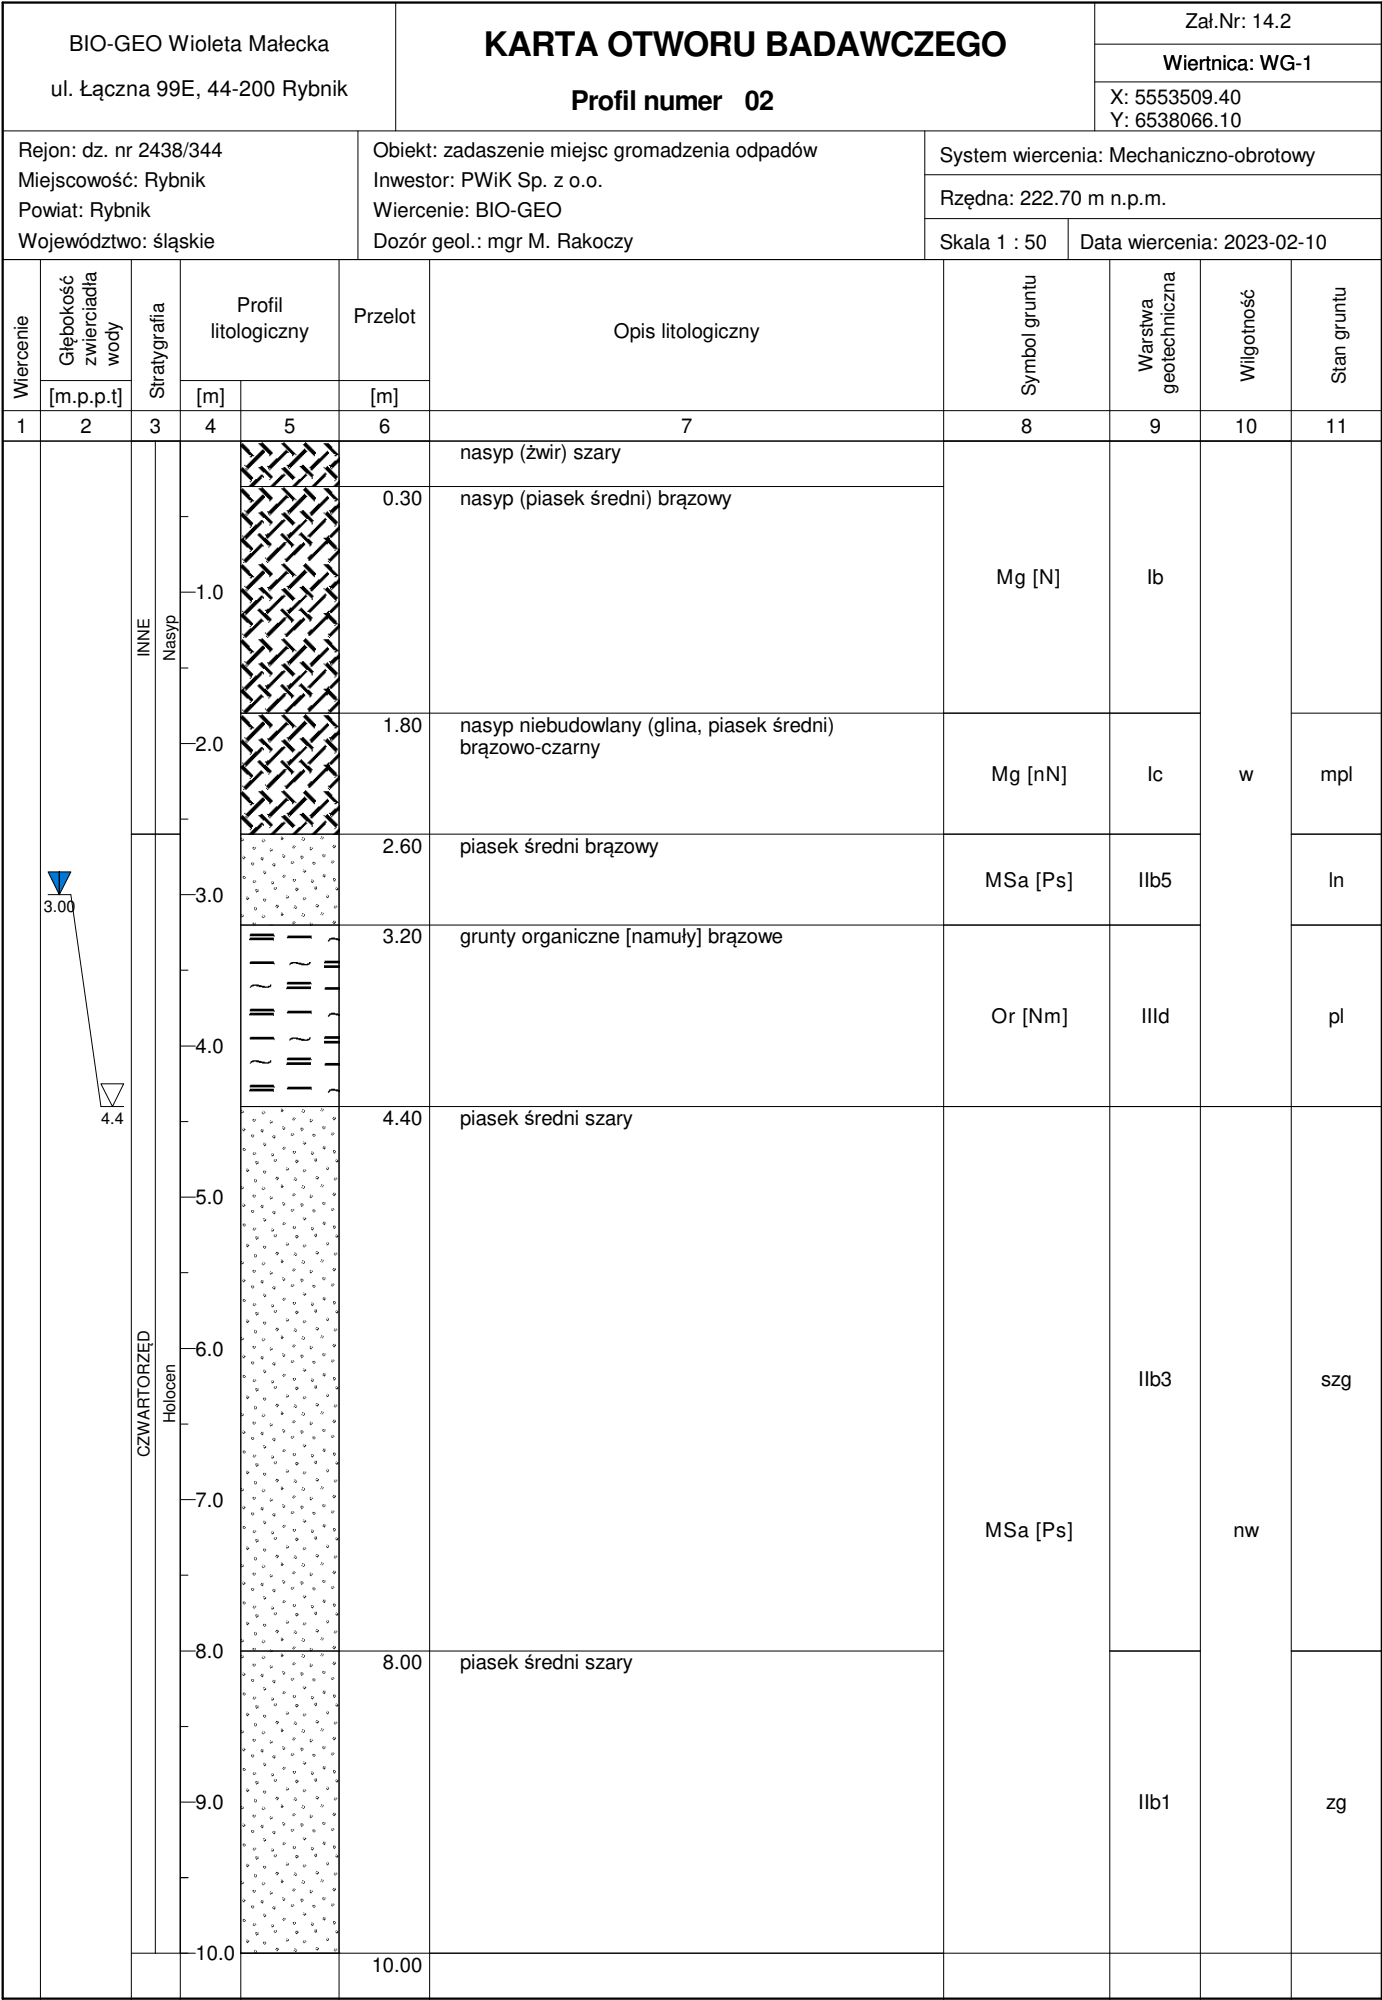 BIO-GEO Wioleta Małecka
ul. Łączna 99E, 44-200 Rybnik
KARTA OTWORU BADAWCZEGO
Profil numer 02
Zał.Nr: 14.2
Wiertnica: WG-1
X: 5553509.40
Y: 6538066.10
Rejon: dz. nr 2438/344
Miejscowość: Rybnik
Powiat: Rybnik
Województwo: śląskie
Obiekt: zadaszenie miejsc gromadzenia odpadów
Inwestor: PWiK Sp. z o.o.
Wiercenie: BIO-GEO
Dozór geol.: mgr M. Rakoczy
System wiercenia: Mechaniczno-obrotowy
Rzędna: 222.70 m n.p.m.
Skala 1 : 50
Data wiercenia: 2023-02-10
Wiercenie
Głębokość
zwierciadła
wody
[m.p.p.t]
Stratygrafia
Profil
litologiczny
[m]
Przelot
[m]
Opis litologiczny
Symbol gruntu
Warstwa
geotechniczna
Wilgotność
Stan gruntu
1 2 3 4 5 6 7 8 9 10 11
nasyp (żwir) szary
0.30 nasyp (piasek średni) brązowy
Mg [N] Ib
1.0
INNE
Nasyp
1.80 nasyp niebudowlany (glina, piasek średni)
brązowo-czarny
2.0
Mg [nN] Ic w mpl
2.60 piasek średni brązowy
MSa [Ps] IIb5 ln
3.0
3.00
3.20 grunty organiczne [namuły] brązowe
Or [Nm] IIId pl
4.0
4.4
4.40 piasek średni szary
5.0
6.0
CZWARTORZĘD
Holocen
IIb3 szg
7.0
MSa [Ps] nw
8.0
8.00 piasek średni szary
9.0
IIb1 zg
10.0
10.00